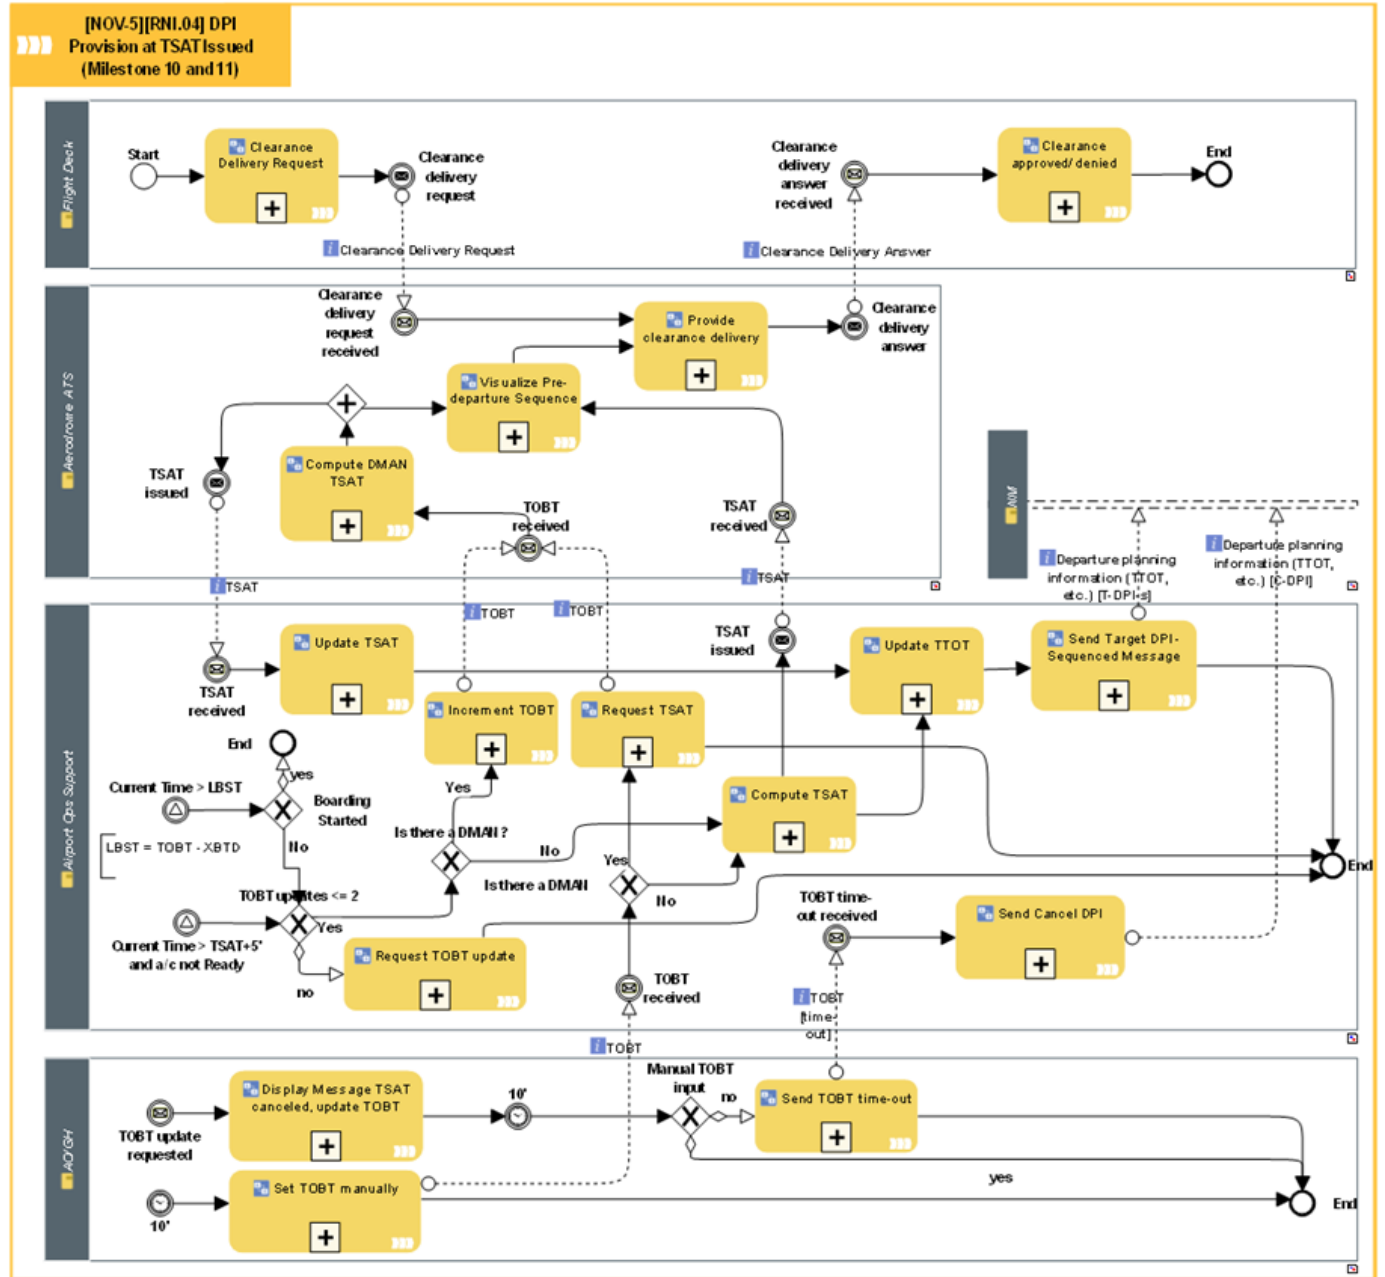 [NOV-5][RNI.04] DPI
Provision at TSAT Issued
(Milestone 10 and 11)
Flight Deck
Start
Clearance
Delivery Request
Clearance
delivery
request
Clearance
delivery
answer
received
Clearance
approved/denied
End
Clearance Delivery Request
Clearance Delivery Answer
Aerodrome ATS
Clearance
delivery
request
received
Provide
clearance delivery
Clearance
delivery
answer
Visualize Pre-
departure Sequence
Compute DMAN
TSAT
TSAT
issued
TOBT
received
TSAT
received
NM
Departure planning
information (TTOT,
etc.) [T-DPI-s]
Departure planning
information (TTOT,
etc.) [C-DPI]
TSAT
TOBT
TOBT
TSAT
Airport Ops Support
Update TSAT
TSAT
received
Increment TOBT
Request TSAT
TSAT
issued
Update TTOT
Send Target DPI-
Sequenced Message
End
yes
Current Time > LBST
Boarding
Started
LBST = TOBT - XBTD
No
Yes
Is there a DMAN ?
No
Compute TSAT
Yes
Is there a DMAN
No
End
TOBT updates <= 2
Yes
Current Time > TSAT+5'
and a/c not Ready
no
Request TOBT update
TOBT
received
TOBT time-
out received
Send Cancel DPI
TOBT
[time-
out]
TOBT
AO/GH
Display Message TSAT
canceled, update TOBT
TOBT update
requested
10'
Manual TOBT
input
no
Send TOBT time-out
yes
Set TOBT manually
10'
End